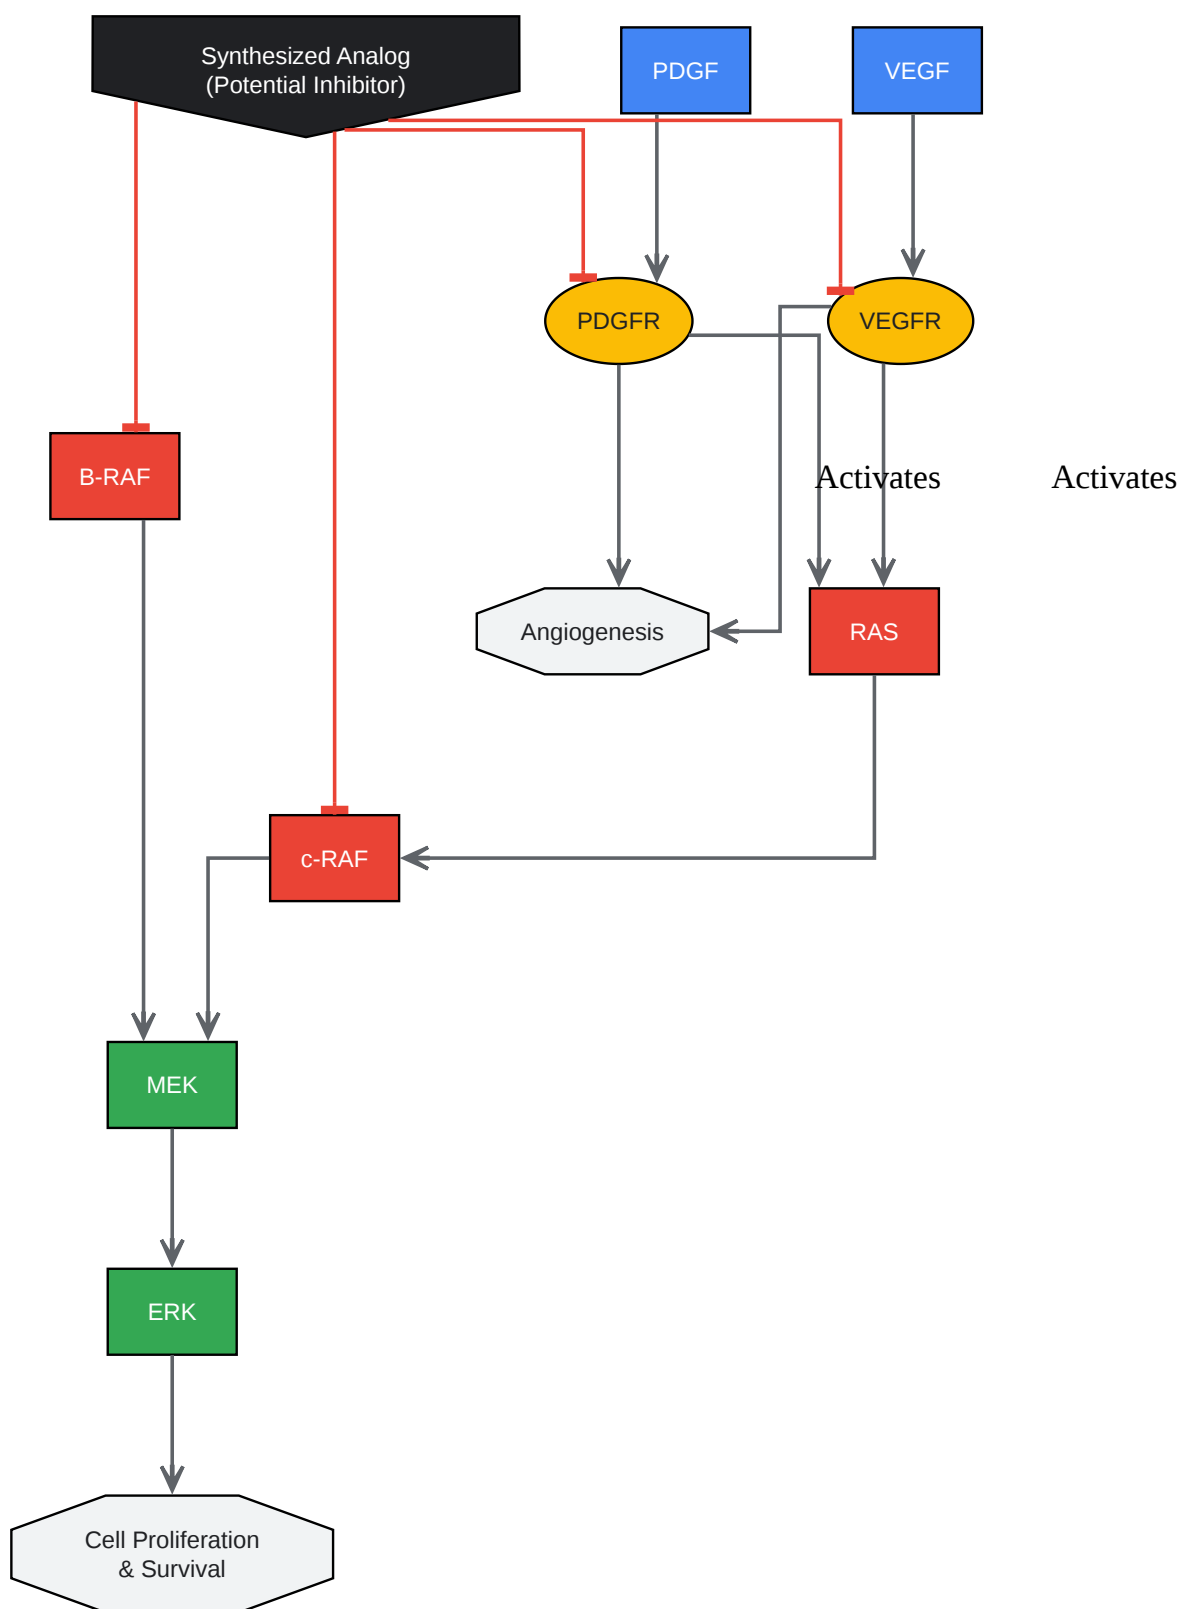 Synthesized Analog
(Potential Inhibitor)
PDGF
VEGF
PDGFR
VEGFR
B-RAF
Activates
Activates
Angiogenesis
RAS
c-RAF
MEK
ERK
Cell Proliferation
& Survival